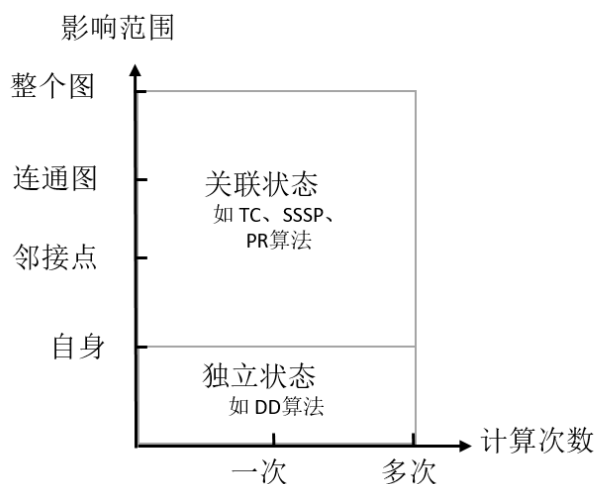 影响范围
整个图
连通图
关联状态
如 TC、SSSP、
PR算法
邻接点
自身
独立状态
如 DD算法
计算次数
一次
多次